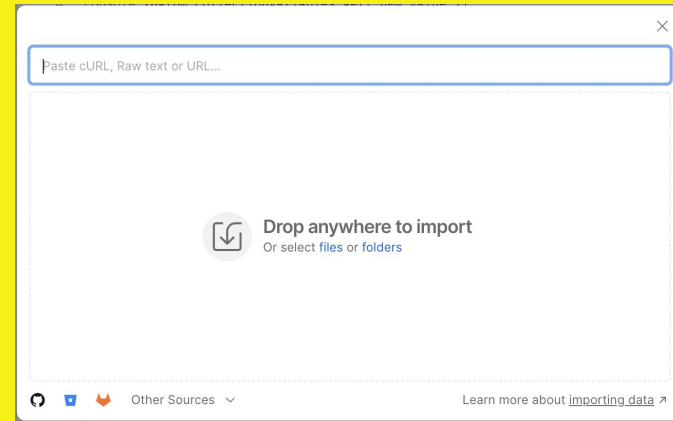 Paste cURL, Raw text or URL...
Drop anywhere to import
Or select files or folders
Other Sources
Learn more about importing data ↗